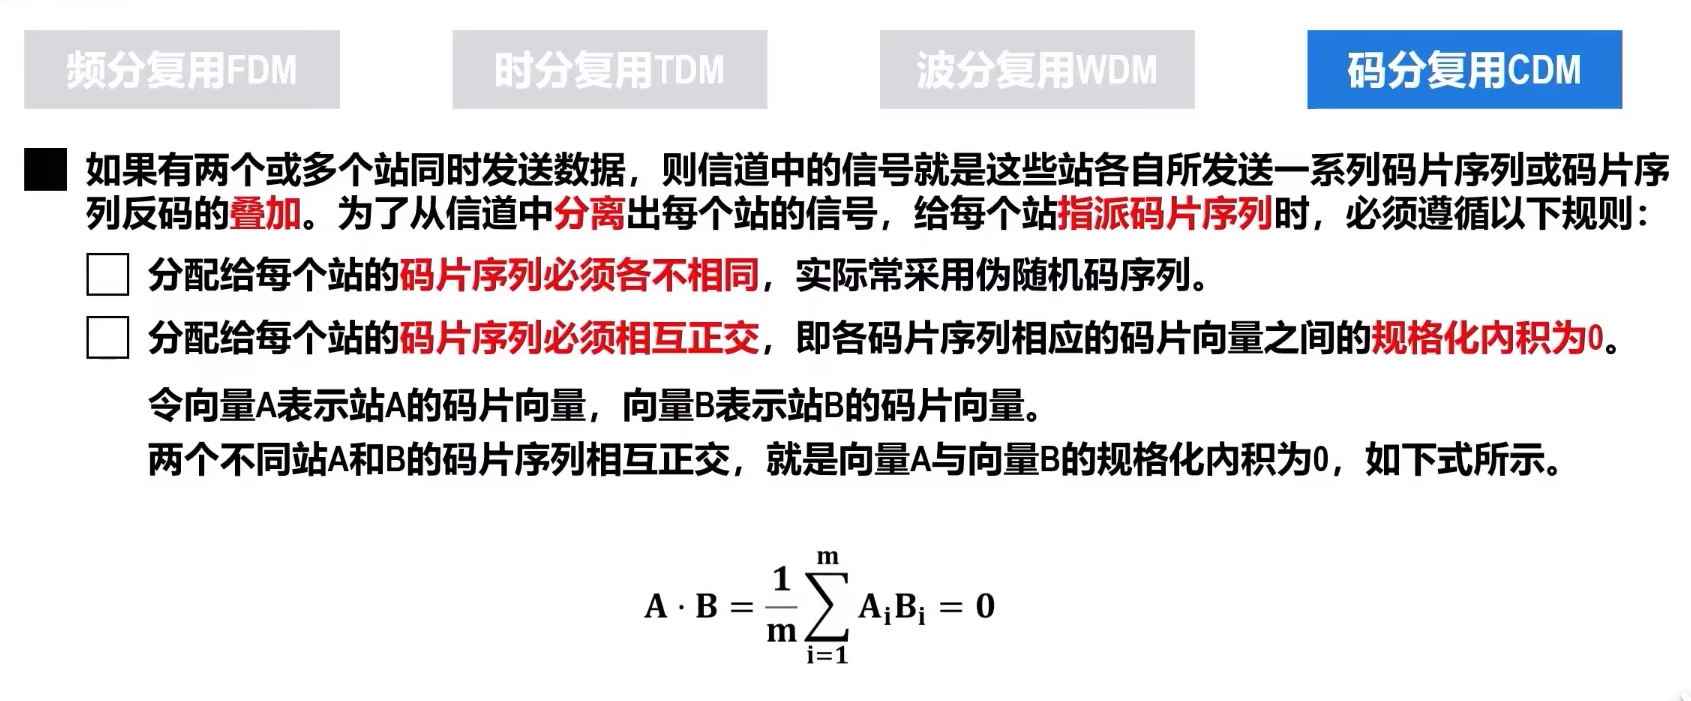 频分复用FDM 时分复用TDM 波分复用WDM 码分复用CDM
如果有两个或多个站同时发送数据，则信道中的信号就是这些站各自所发送一系列码片序列或码片序
列反码的叠加。为了从信道中分离出每个站的信号，给每个站指派码片序列时，必须遵循以下规则：
分配给每个站的码片序列必须各不相同，实际常采用伪随机码序列。
分配给每个站的码片序列必须相互正交，即各码片序列相应的码片向量之间的规格化内积为0。
令向量A表示站A的码片向量，向量B表示站B的码片向量。
两个不同站A和B的码片序列相互正交，就是向量A与向量B的规格化内积为0，如下式所示。
A · B = 1/m ∑_{i=1}^{m} A_i B_i = 0